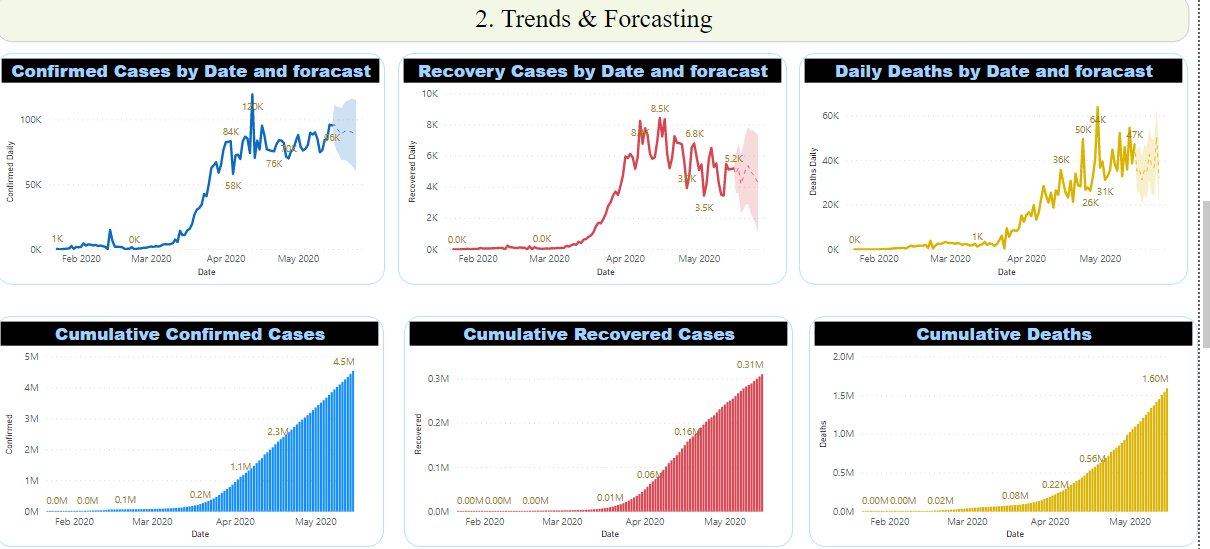 2. Trends & Forcasting
Confirmed Cases by Date and foracast
Confirmed Daily
100K
50K
0K
1K
0K
84K
58K
120K
76K
70K
96K
Feb 2020
Mar 2020
Apr 2020
May 2020
Date
Recovery Cases by Date and foracast
Recovered Daily
10K
8K
6K
4K
2K
0K
0.0K
0.0K
8.5K
6.8K
3.5K
5.2K
Feb 2020
Mar 2020
Apr 2020
May 2020
Date
Daily Deaths by Date and foracast
Deaths Daily
60K
40K
20K
0K
0K
1K
36K
50K
26K
64K
31K
47K
Feb 2020
Mar 2020
Apr 2020
May 2020
Date
Cumulative Confirmed Cases
Confirmed
5M
4M
3M
2M
1M
0M
0.0M
0.0M
0.1M
0.2M
1.1M
2.3M
4.5M
Feb 2020
Mar 2020
Apr 2020
May 2020
Date
Cumulative Recovered Cases
Recovered
0.3M
0.2M
0.1M
0.0M
0.00M
0.00M
0.00M
0.01M
0.06M
0.16M
0.31M
Feb 2020
Mar 2020
Apr 2020
May 2020
Date
Cumulative Deaths
Deaths
2.0M
1.5M
1.0M
0.5M
0.0M
0.00M
0.00M
0.02M
0.08M
0.22M
0.56M
1.60M
Feb 2020
Mar 2020
Apr 2020
May 2020
Date